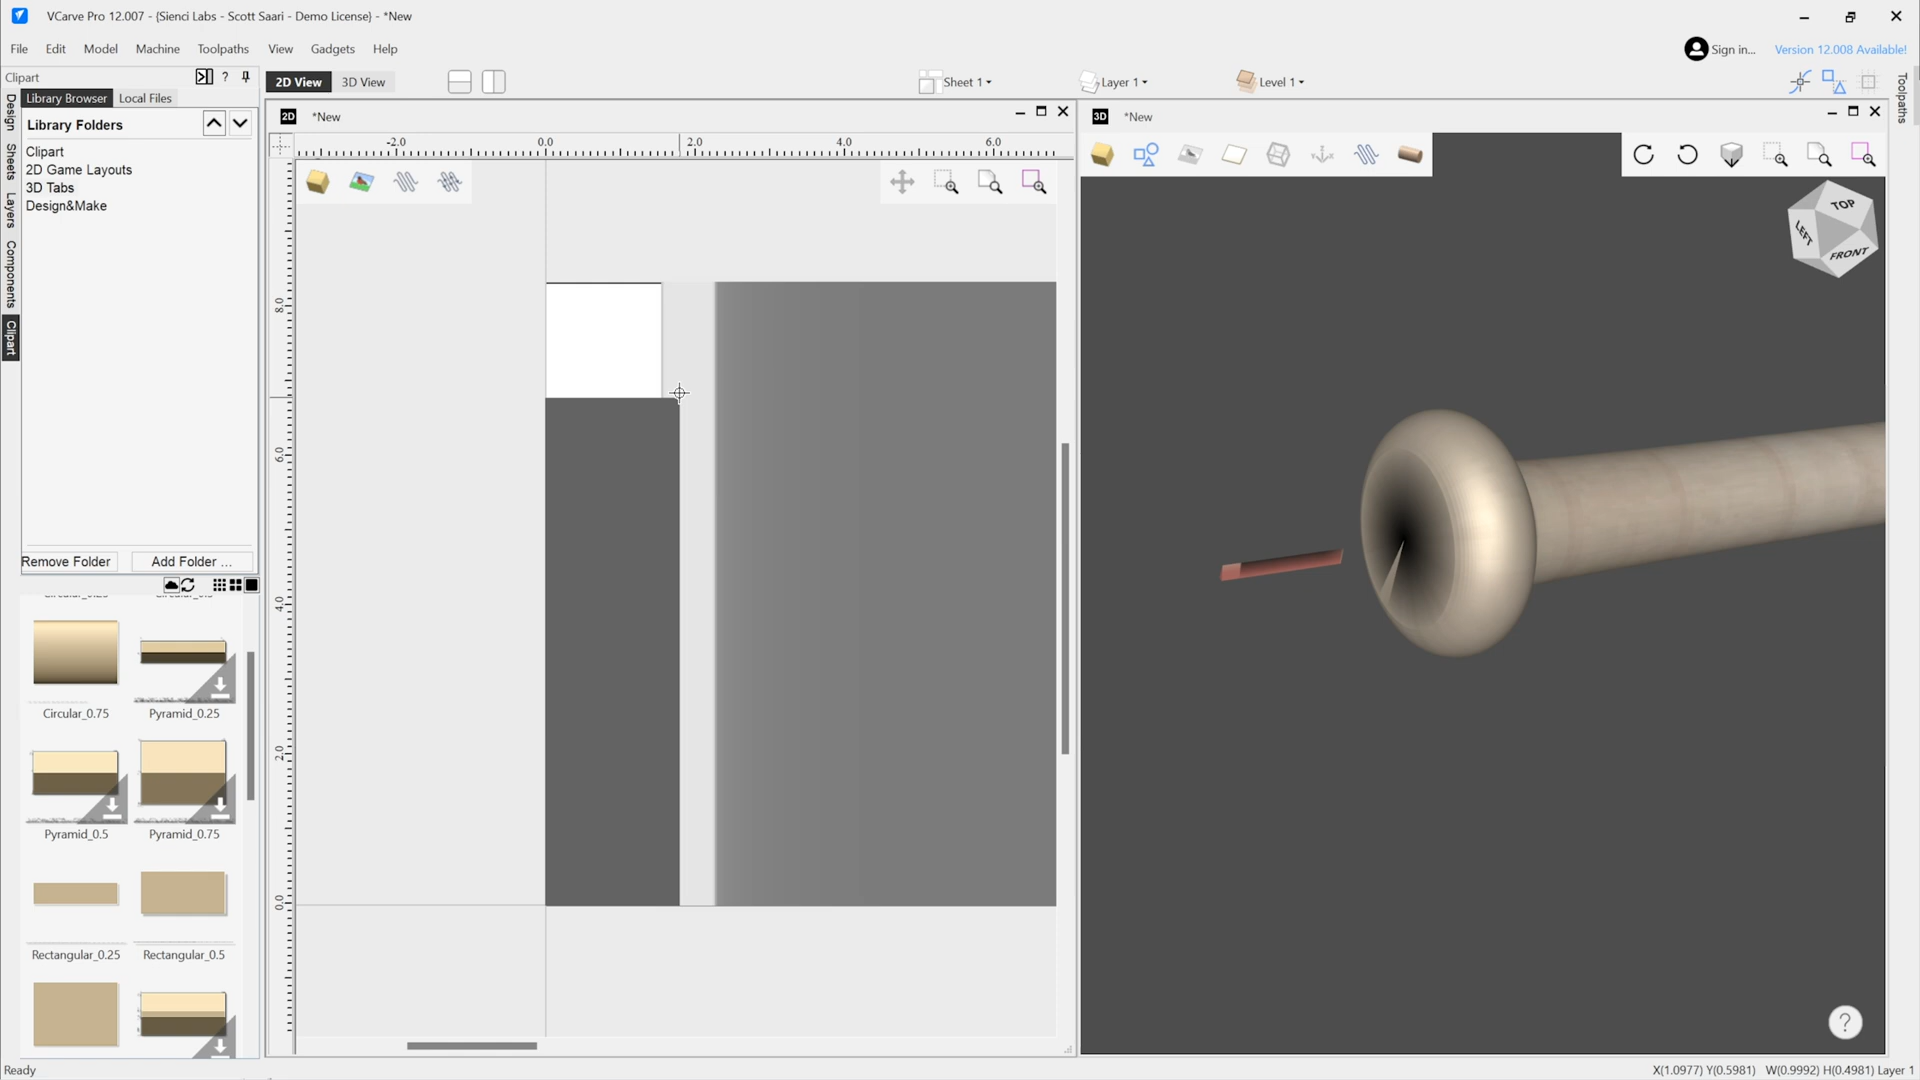 VCarve Pro 12.007 - {Sienci Labs - Scott Saari - Demo License} - *New
File Edit Model Machine Toolpaths View Gadgets Help
Sign in... Version 12.008 Available!
Clipart ?
2D View 3D View Sheet 1 Layer 1 Level 1
Library Browser Local Files
Library Folders
Clipart
2D Game Layouts
3D Tabs
Design&Make
Design
Sheets
Layers
Components
Clipart
Toolpaths
Remove Folder Add Folder ...
Circular_0.75 Pyramid_0.25
Pyramid_0.5 Pyramid_0.75
Rectangular_0.25 Rectangular_0.5
2D *New
-2.0 0.0 2.0 4.0 6.0
8.0
6.0
4.0
2.0
0.0
3D *New
TOP
LEFT
FRONT
?
Ready
X(1.0977) Y(0.5981) W(0.9992) H(0.4981) Layer 1